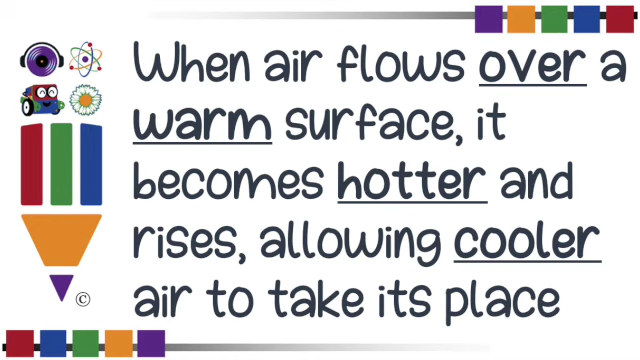 When air flows over a
warm surface, it
becomes hotter and
rises, allowing cooler
air to take its place
©